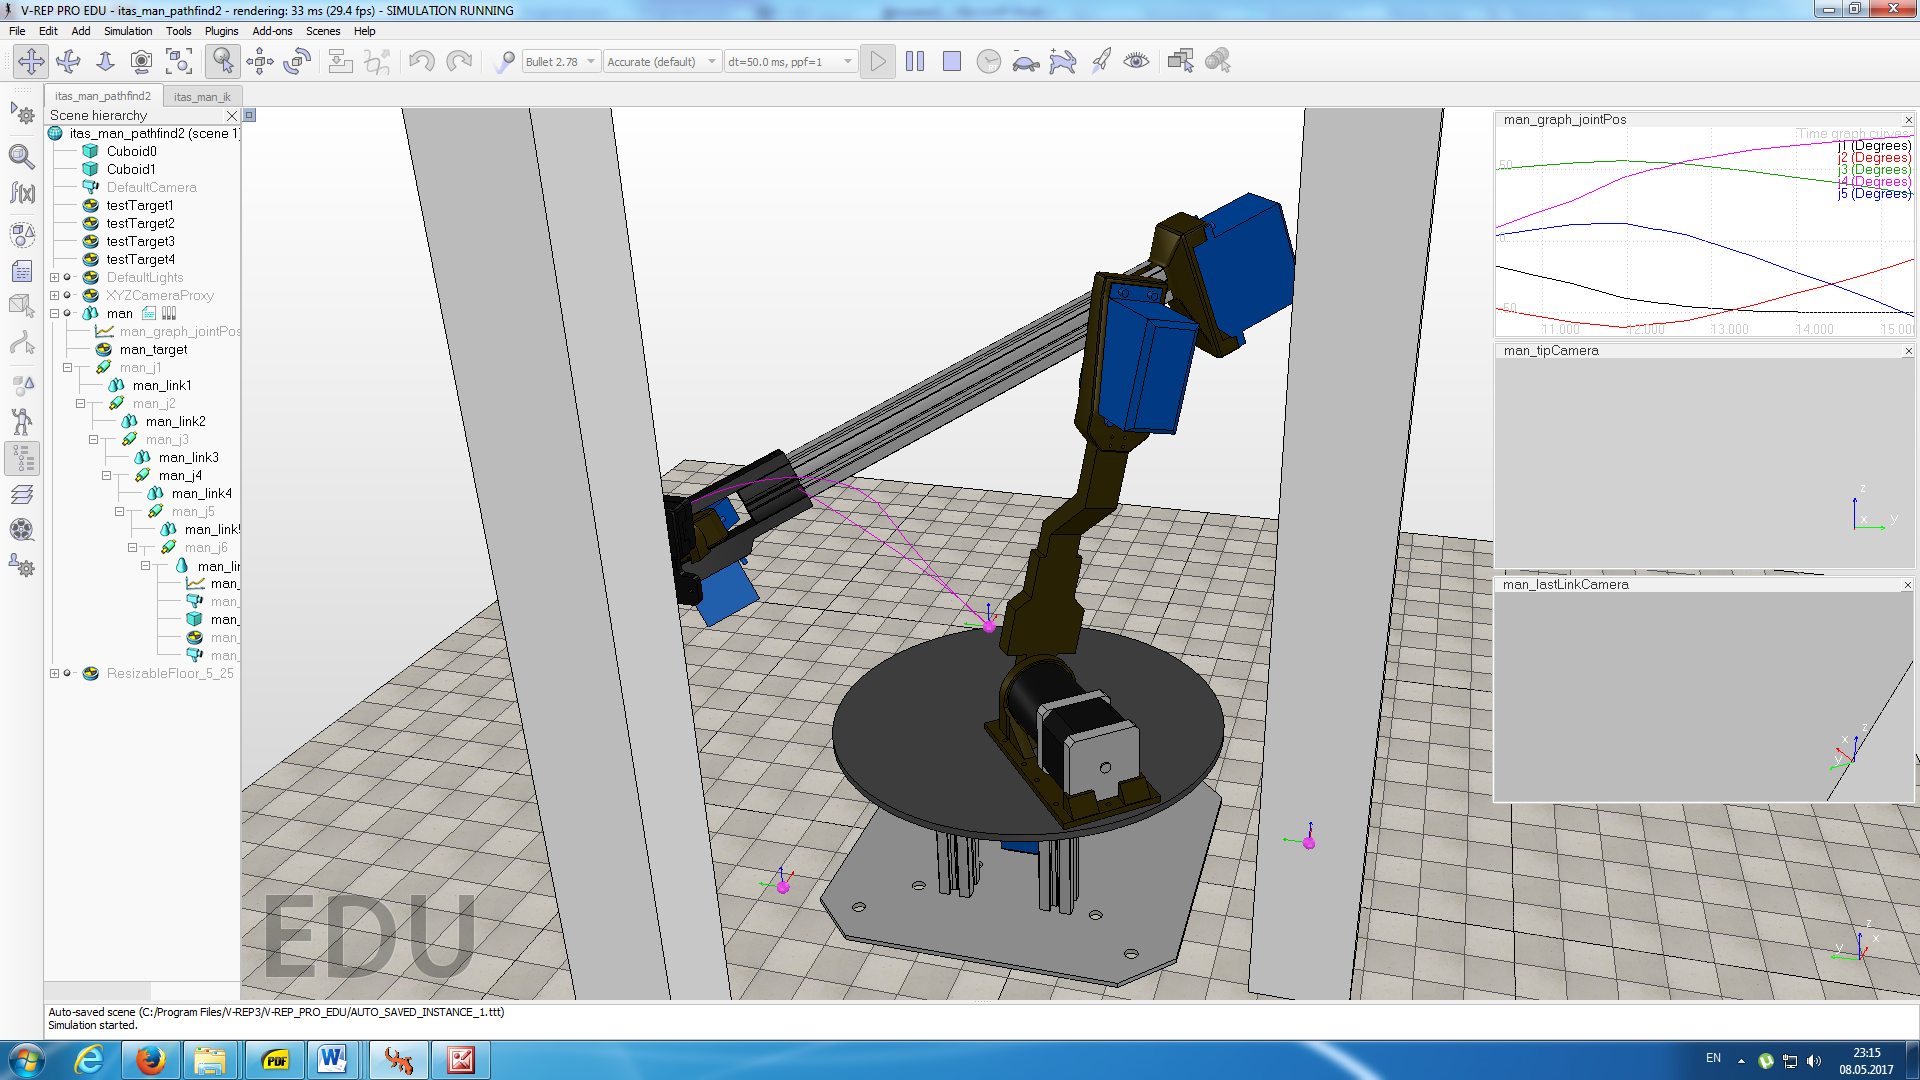 V-REP PRO EDU - itas_man_pathfind2 - rendering: 33 ms (29.4 fps) - SIMULATION RUNNING
File Edit Add Simulation Tools Plugins Add-ons Scenes Help
Bullet 2.78 Accurate (default) dt=50.0 ms, ppf=1
itas_man_pathfind2 itas_man_ik
Scene hierarchy
itas_man_pathfind2 (scene 1)
Cuboid0
Cuboid1
DefaultCamera
testTarget1
testTarget2
testTarget3
testTarget4
DefaultLights
XYZCameraProxy
man
man_graph_jointPos
man_target
man_j1
man_link1
man_j2
man_link2
man_j3
man_link3
man_j4
man_link4
man_j5
man_link5
man_j6
man_li
man_
man_
man_
man_
man_
ResizableFloor_5_25
f(x)
EDU
man_graph_jointPos
Time graph curves:
j1 (Degrees)
j2 (Degrees)
j3 (Degrees)
j4 (Degrees)
j5 (Degrees)
50
0
-50
11.000 12.000 13.000 14.000 15.000
man_tipCamera
z
x y
man_lastLinkCamera
z
x
y
z
y x
Auto-saved scene (C:/Program Files/V-REP3/V-REP_PRO_EDU/AUTO_SAVED_INSTANCE_1.ttt)
Simulation started.
PDF
W
EN
23:15
08.05.2017